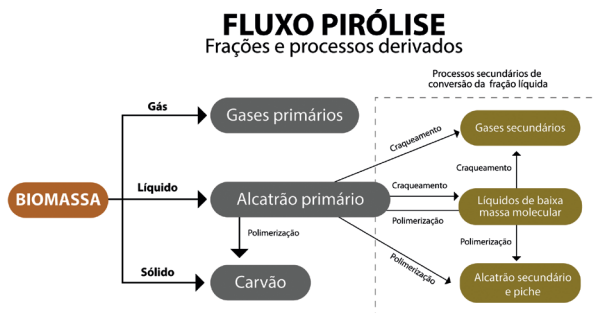 FLUXO PIRÓLISE
Frações e processos derivados
Processos secundários de
conversão da fração líquida
Gás
Gases primários
Gases secundários
Craqueamento
Craqueamento
BIOMASSA
Líquido
Alcatrão primário
Craqueamento
Líquidos de baixa
massa molecular
Polimerização
Polimerização
Polimerização
Polimerização
Sólido
Carvão
Alcatrão secundário
e piche